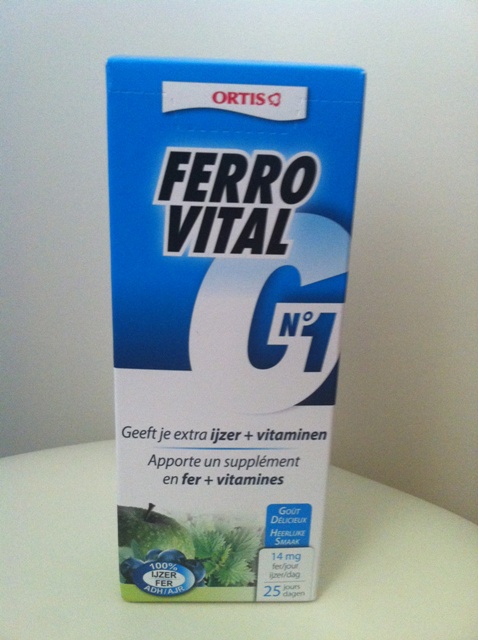 ORTIS
FERRO
VITAL
C
N°1
Geeft je extra ijzer + vitaminen
Apporte un supplément
en fer + vitamines
GOÛT
DÉLICIEUX
HEERLIJKE
SMAAK
14 mg
fer/jour
ijzer/dag
25 jours
dagen
100%
IJZER
FER
ADH/AJR